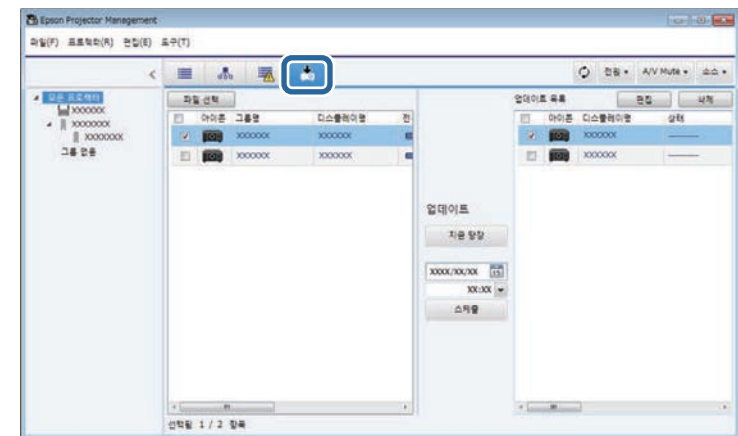 Epson Projector Management
파일(F) 프로젝터(R) 편집(E) 도구(T)
전원 A/V Mute 소스
모든 프로젝터
XXXXXX
XXXXXXX
XXXXXXX
그룹 없음
파일 선택
아이콘 그룹명 디스플레이명 전
XXXXXX XXXXXX
XXXXXX XXXXXX
선택됨 1 / 2 항목
업데이트
지금 당장
XXXX/XX/XX 15
XX:XX
스케줄
업데이트 목록 편집 삭제
아이콘 디스플레이명 상태
XXXXXX ----------
XXXXXX ----------